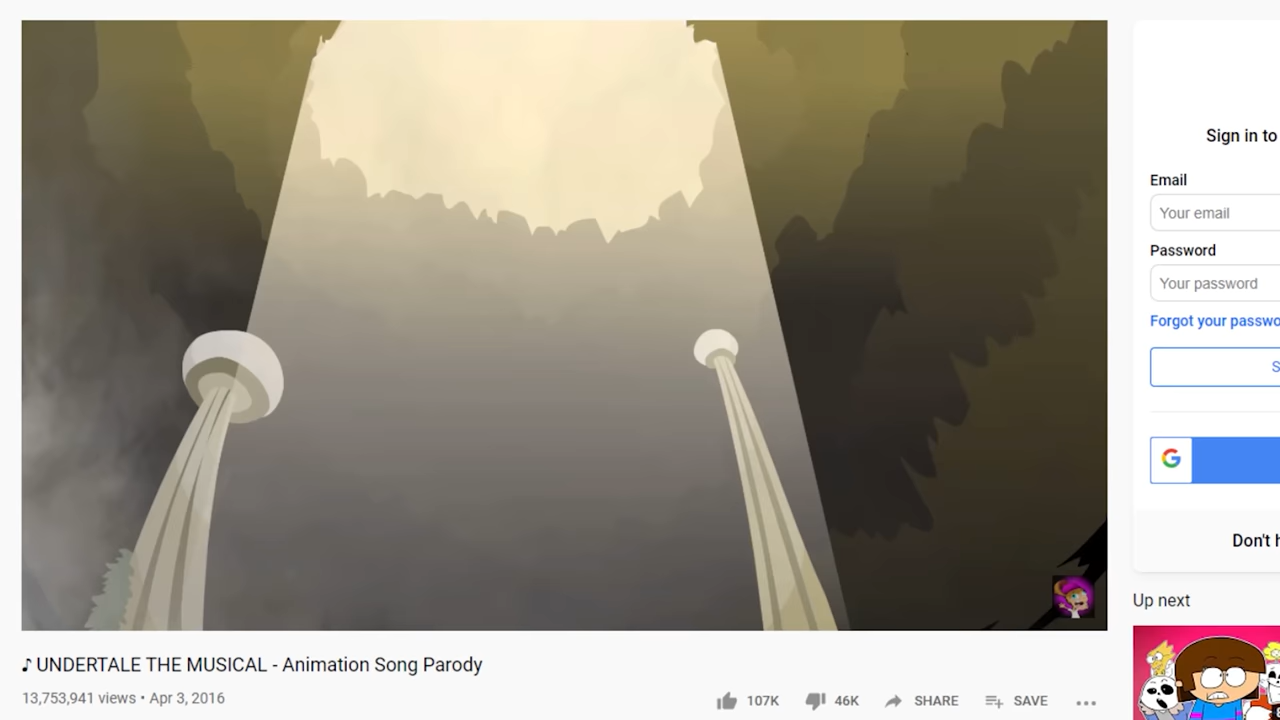 Sign in to
Email
Your email
Password
Your password
Forgot your passwo
S
G
Don't h
Up next
♪ UNDERTALE THE MUSICAL - Animation Song Parody
13,753,941 views • Apr 3, 2016
107K 46K SHARE SAVE